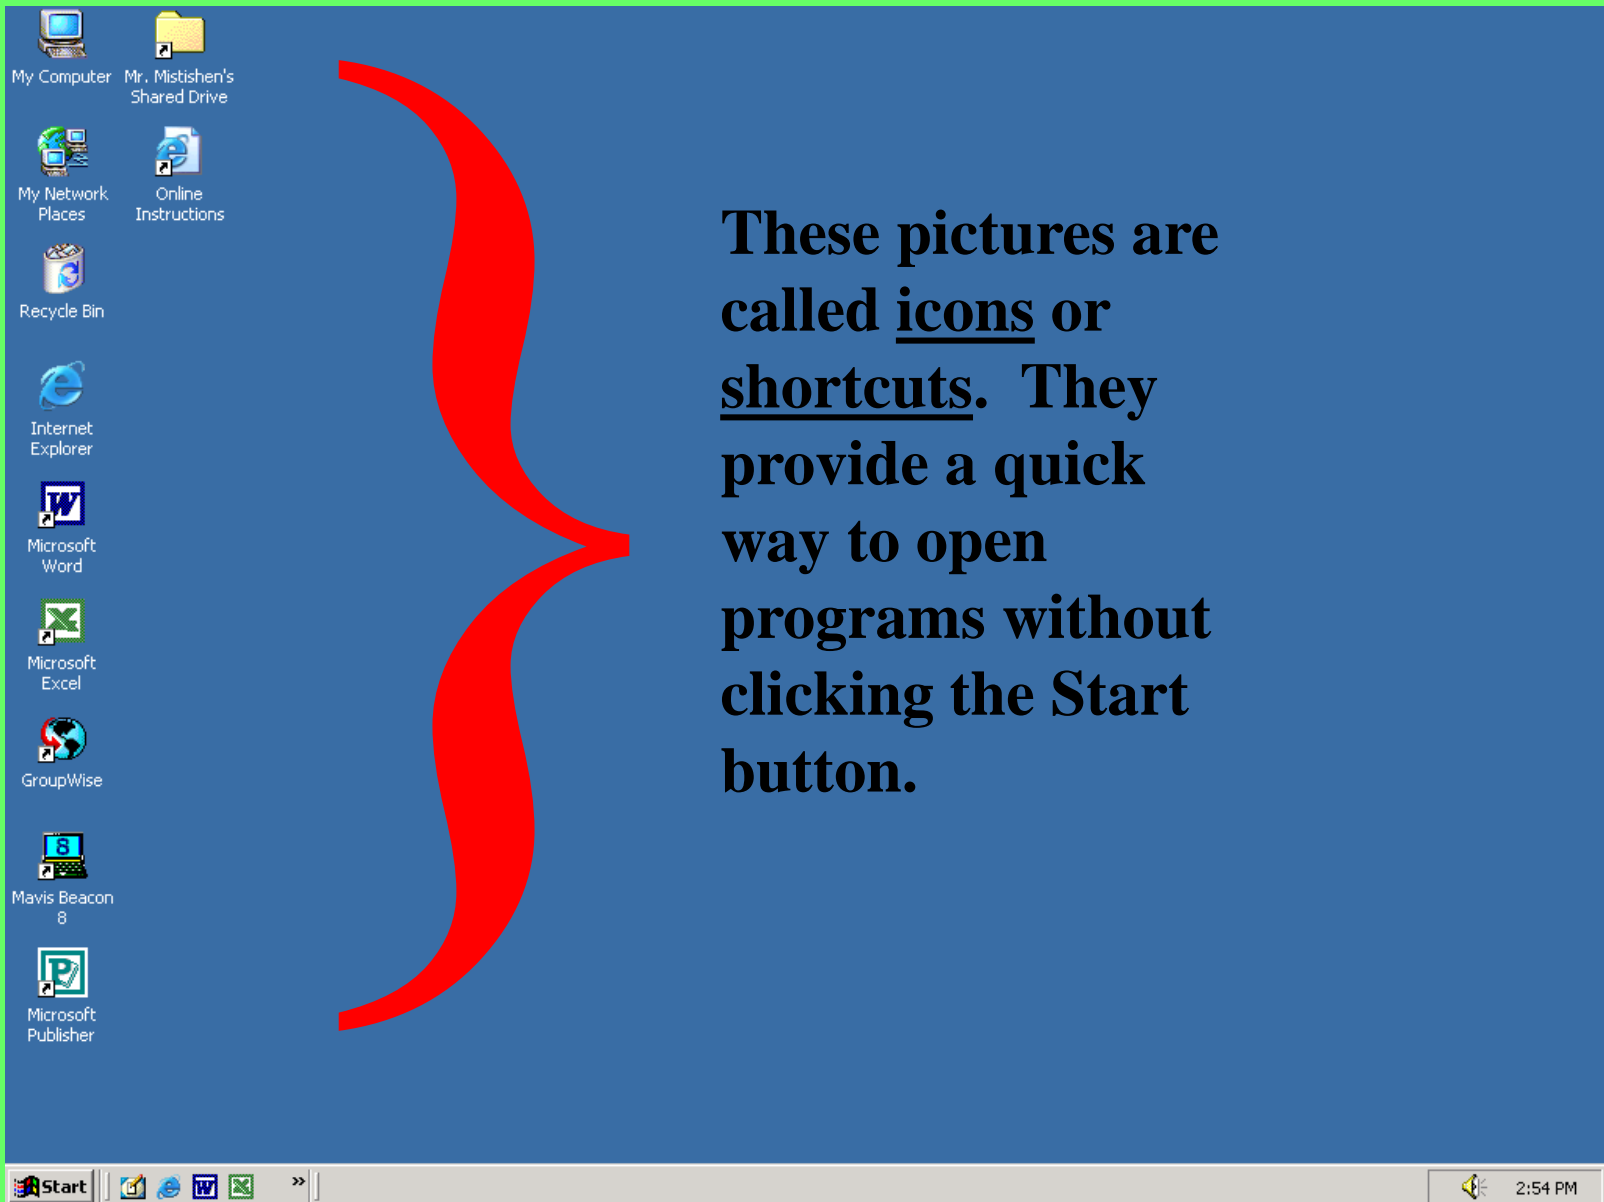 My Computer
Mr. Mistishen's
Shared Drive
My Network
Places
Online
Instructions
Recycle Bin
Internet
Explorer
Microsoft
Word
Microsoft
Excel
GroupWise
8
Mavis Beacon
8
Microsoft
Publisher
These pictures are
called icons or
shortcuts.  They
provide a quick
way to open
programs without
clicking the Start
button.
Start
2:54 PM